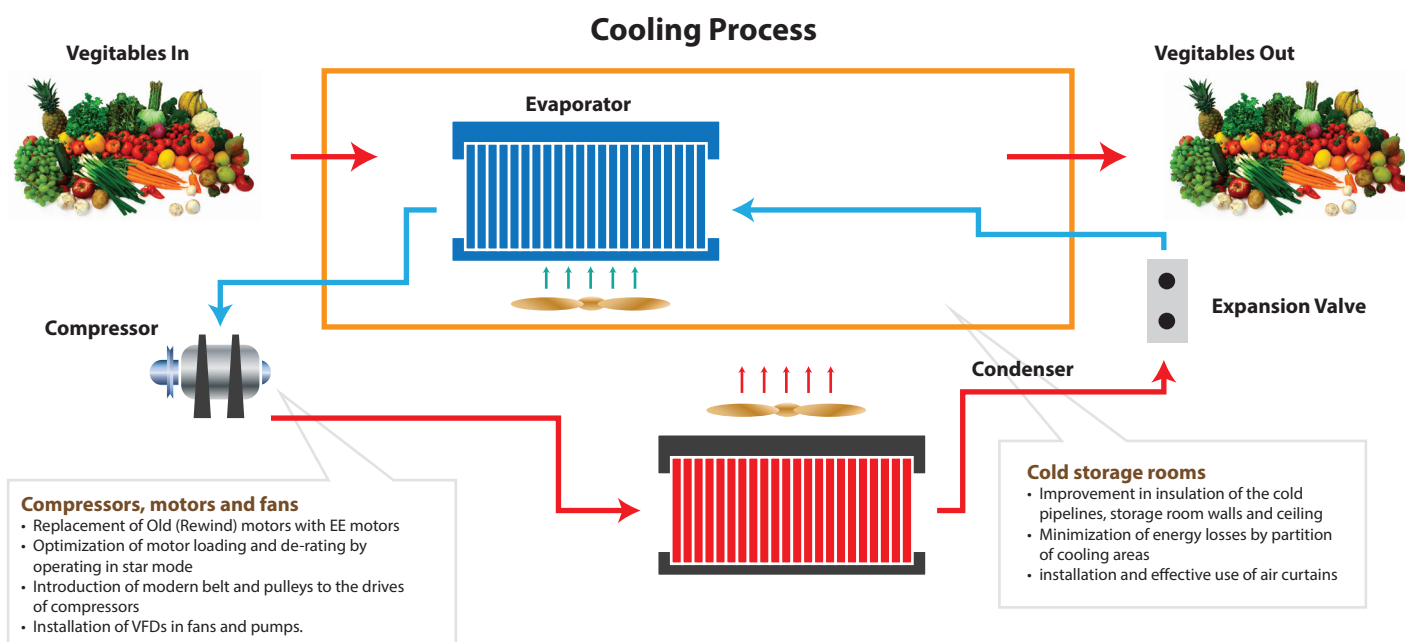 Cooling Process
Vegitables In
Vegitables Out
Evaporator
Compressor
Expansion Valve
Condenser
Compressors, motors and fans
• Replacement of Old (Rewind) motors with EE motors
• Optimization of motor loading and de-rating by
operating in star mode
• Introduction of modern belt and pulleys to the drives
of compressors
• Installation of VFDs in fans and pumps.
Cold storage rooms
• Improvement in insulation of the cold
pipelines, storage room walls and ceiling
• Minimization of energy losses by partition
of cooling areas
• installation and effective use of air curtains